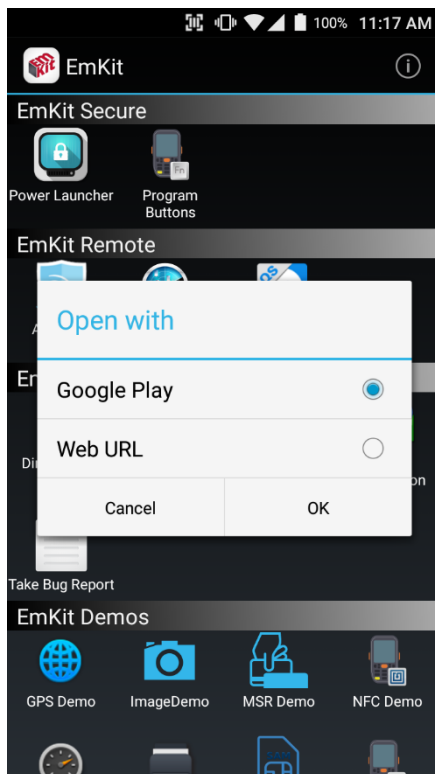 100% 11:17 AM
EmKit
EmKit Secure
Fn
Power Launcher
Program
Buttons
EmKit Remote
Open with
Google Play
Web URL
Cancel
OK
Take Bug Report
EmKit Demos
GPS Demo
ImageDemo
MSR Demo
NFC Demo